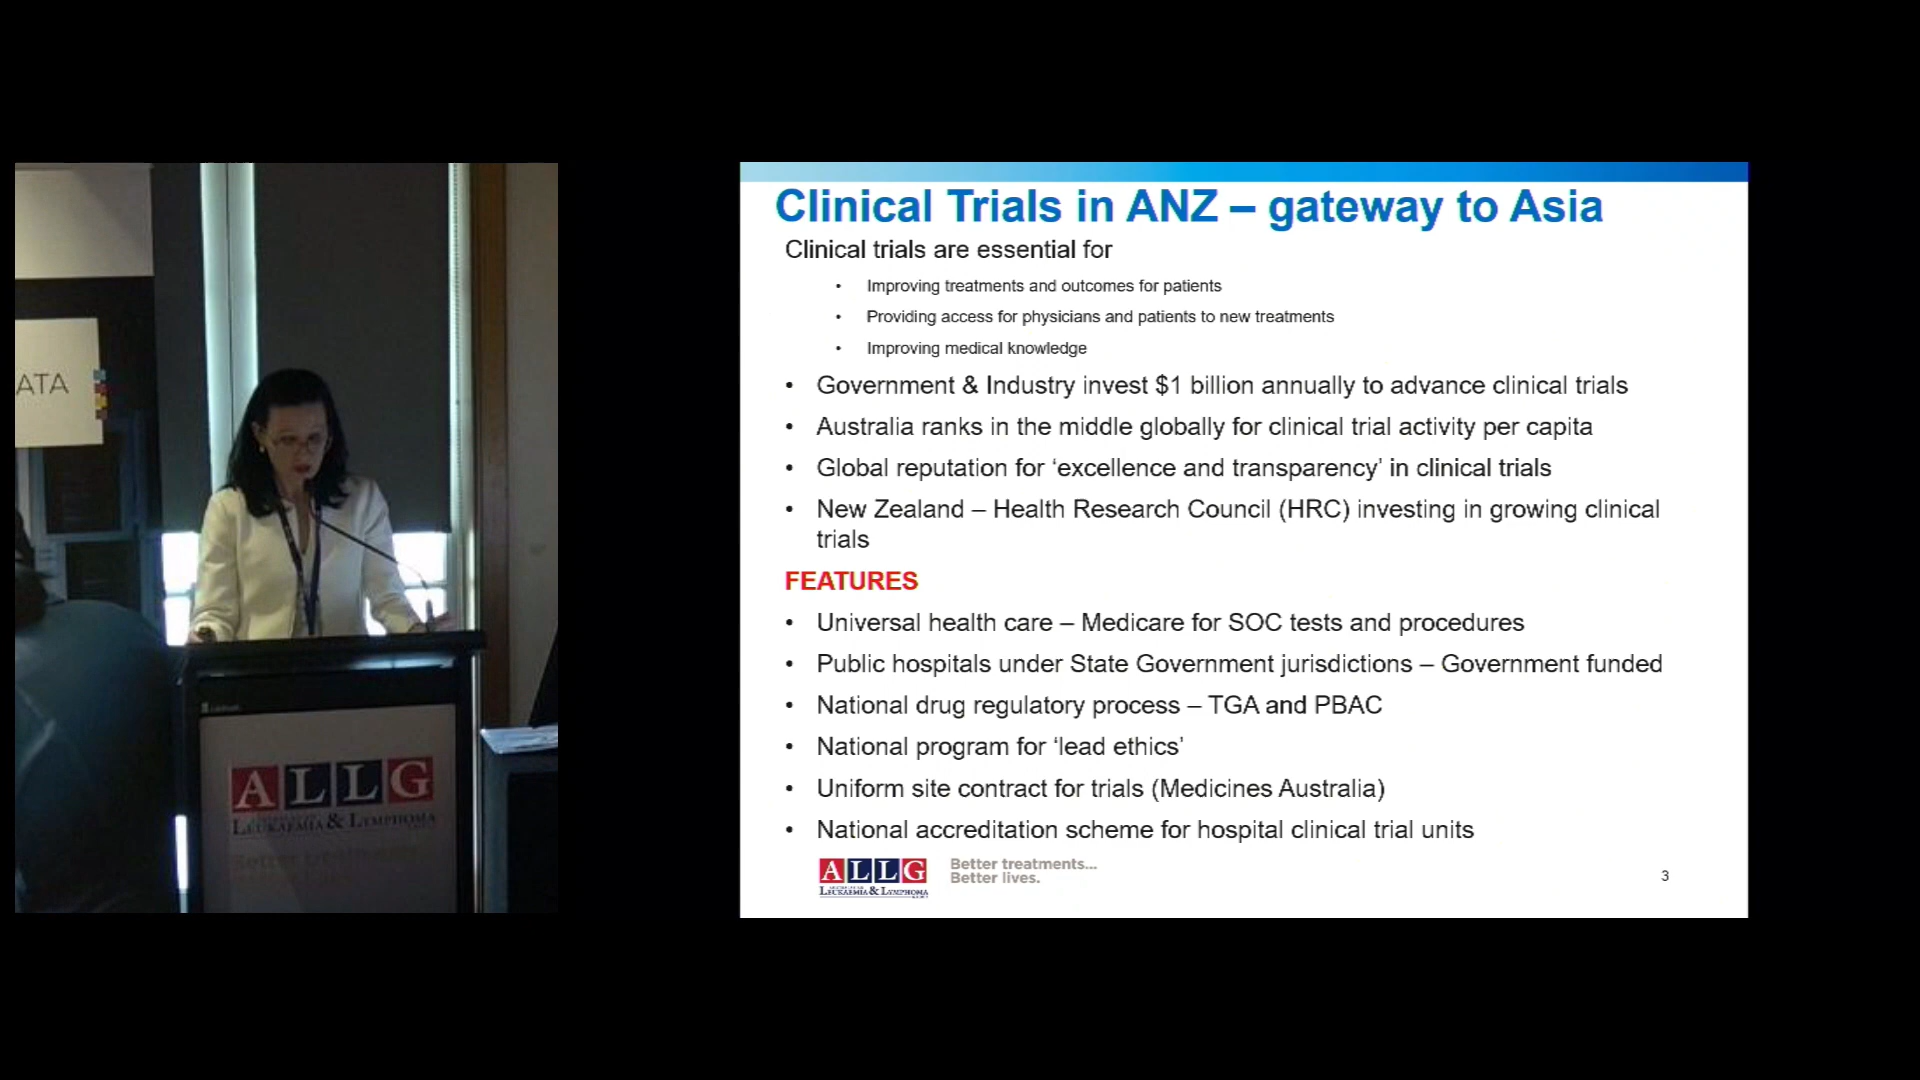 ATA
ALLG
LEUKAEMIA & LYMPHOMA
Clinical Trials in ANZ – gateway to Asia
Clinical trials are essential for
• Improving treatments and outcomes for patients
• Providing access for physicians and patients to new treatments
• Improving medical knowledge
• Government & Industry invest $1 billion annually to advance clinical trials
• Australia ranks in the middle globally for clinical trial activity per capita
• Global reputation for ‘excellence and transparency’ in clinical trials
• New Zealand – Health Research Council (HRC) investing in growing clinical
trials
FEATURES
• Universal health care – Medicare for SOC tests and procedures
• Public hospitals under State Government jurisdictions – Government funded
• National drug regulatory process – TGA and PBAC
• National program for ‘lead ethics’
• Uniform site contract for trials (Medicines Australia)
• National accreditation scheme for hospital clinical trial units
ALLG
LEUKAEMIA & LYMPHOMA
Better treatments...
Better lives.
3